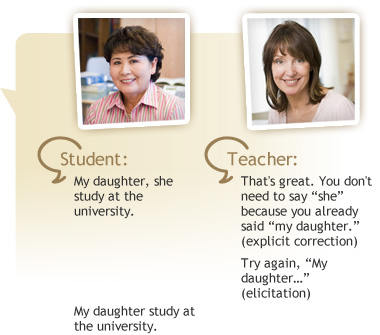 Student:
My daughter, she
study at the
university.
Teacher:
That's great. You don't
need to say “she”
because you already
said “my daughter.”
(explicit correction)
Try again, “My
daughter…”
(elicitation)
My daughter study at
the university.